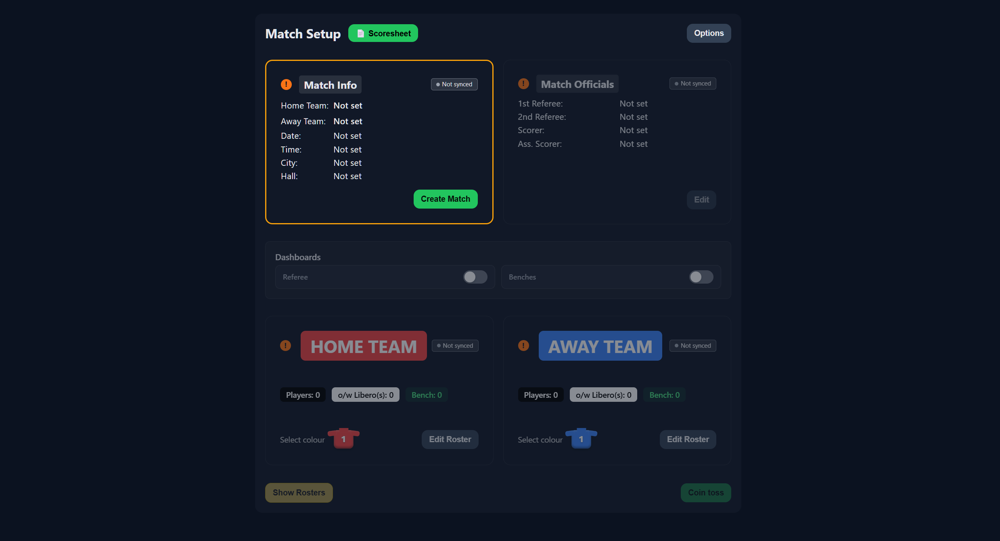 Match Setup
Scoresheet
Options
! Match Info
Not synced
Home Team: Not set
Away Team: Not set
Date: Not set
Time: Not set
City: Not set
Hall: Not set
Create Match
! Match Officials
Not synced
1st Referee: Not set
2nd Referee: Not set
Scorer: Not set
Ass. Scorer: Not set
Edit
Dashboards
Referee
Benches
! HOME TEAM
Not synced
Players: 0
o/w Libero(s): 0
Bench: 0
Select colour
1
Edit Roster
! AWAY TEAM
Not synced
Players: 0
o/w Libero(s): 0
Bench: 0
Select colour
1
Edit Roster
Show Rosters
Coin toss